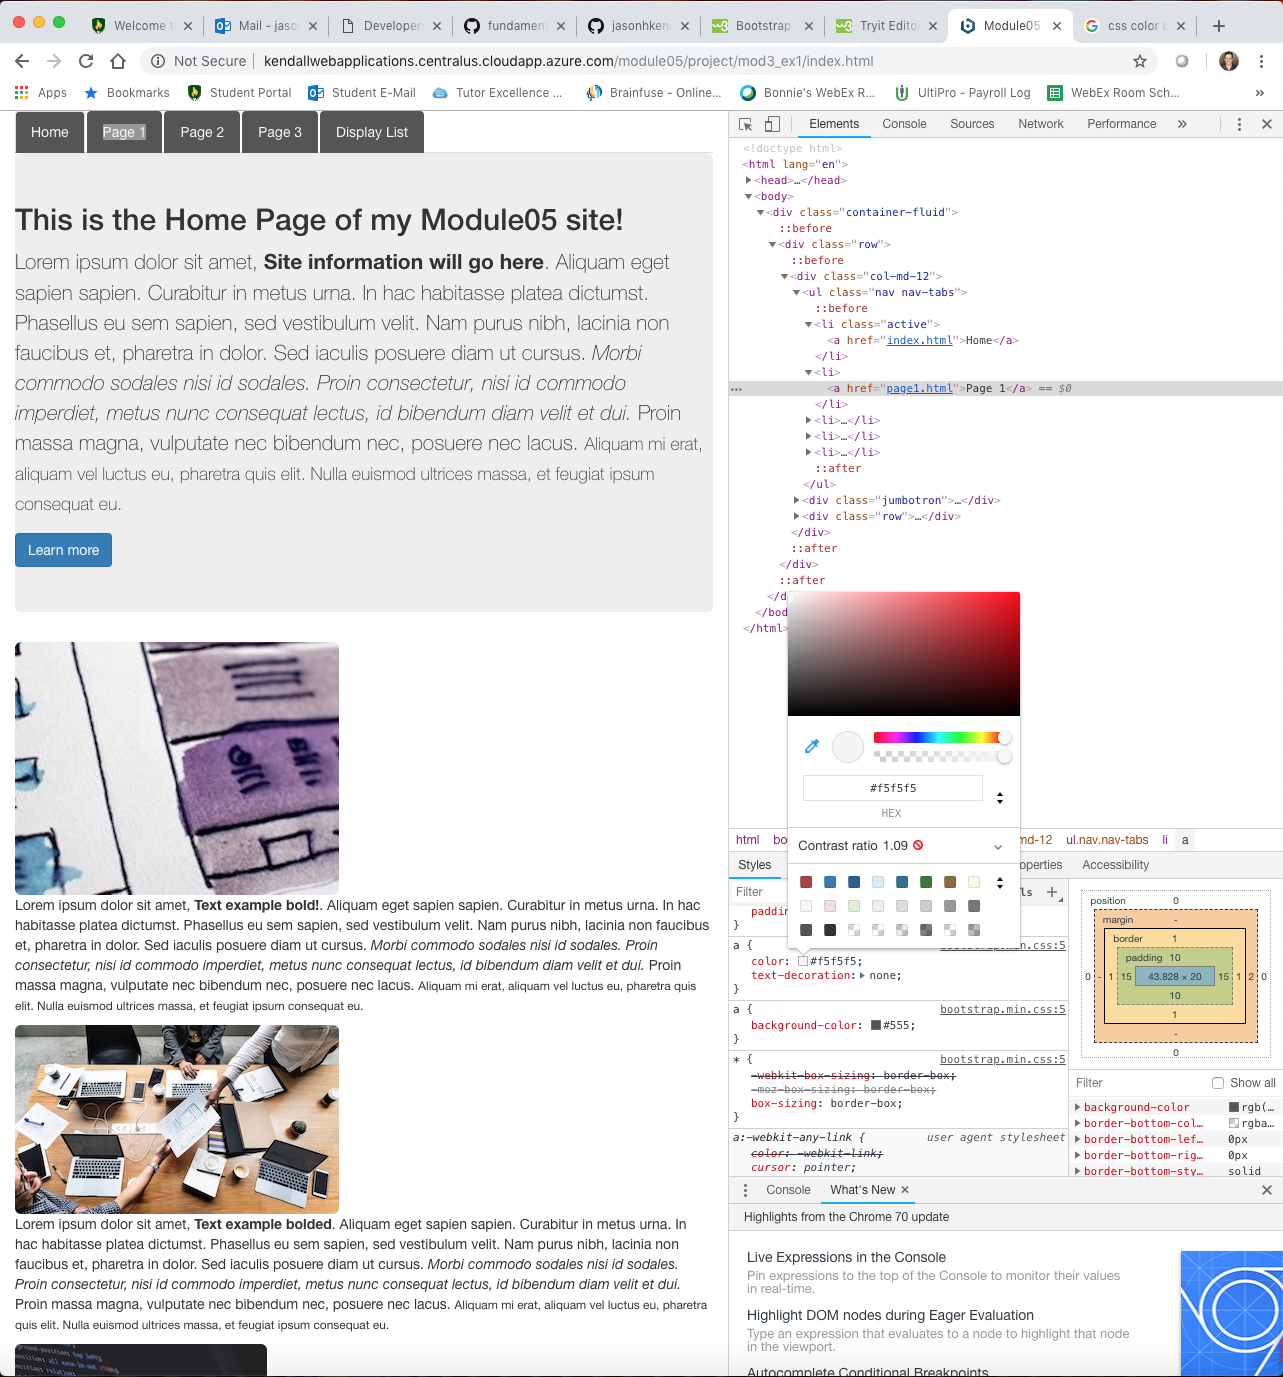 Welcome t
Mail - jaso
Developer
fundament
jasonhken
Bootstrap
Tryit Edito
Module05
css color b
Not Secure | kendallwebapplications.centralus.cloudapp.azure.com/module05/project/mod3_ex1/index.html
Apps
Bookmarks
Student Portal
Student E-Mail
Tutor Excellence ...
Brainfuse - Online...
Bonnie's WebEx R...
UltiPro - Payroll Log
WebEx Room Sch...
»
Home
Page 1
Page 2
Page 3
Display List
This is the Home Page of my Module05 site!
Lorem ipsum dolor sit amet, Site information will go here. Aliquam eget
sapien sapien. Curabitur in metus urna. In hac habitasse platea dictumst.
Phasellus eu sem sapien, sed vestibulum velit. Nam purus nibh, lacinia non
faucibus et, pharetra in dolor. Sed iaculis posuere diam ut cursus. Morbi
commodo sodales nisi id sodales. Proin consectetur, nisi id commodo
imperdiet, metus nunc consequat lectus, id bibendum diam velit et dui. Proin
massa magna, vulputate nec bibendum nec, posuere nec lacus. Aliquam mi erat,
aliquam vel luctus eu, pharetra quis elit. Nulla euismod ultrices massa, et feugiat ipsum
consequat eu.
Learn more
Lorem ipsum dolor sit amet, Text example bold!. Aliquam eget sapien sapien. Curabitur in metus urna. In hac
habitasse platea dictumst. Phasellus eu sem sapien, sed vestibulum velit. Nam purus nibh, lacinia non faucibus
et, pharetra in dolor. Sed iaculis posuere diam ut cursus. Morbi commodo sodales nisi id sodales. Proin
consectetur, nisi id commodo imperdiet, metus nunc consequat lectus, id bibendum diam velit et dui. Proin
massa magna, vulputate nec bibendum nec, posuere nec lacus. Aliquam mi erat, aliquam vel luctus eu, pharetra quis
elit. Nulla euismod ultrices massa, et feugiat ipsum consequat eu.
Lorem ipsum dolor sit amet, Text example bolded. Aliquam eget sapien sapien. Curabitur in metus urna. In
hac habitasse platea dictumst. Phasellus eu sem sapien, sed vestibulum velit. Nam purus nibh, lacinia non
faucibus et, pharetra in dolor. Sed iaculis posuere diam ut cursus. Morbi commodo sodales nisi id sodales.
Proin consectetur, nisi id commodo imperdiet, metus nunc consequat lectus, id bibendum diam velit et dui.
Proin massa magna, vulputate nec bibendum nec, posuere nec lacus. Aliquam mi erat, aliquam vel luctus eu, pharetra
quis elit. Nulla euismod ultrices massa, et feugiat ipsum consequat eu.
Elements
Console
Sources
Network
Performance
»
<!doctype html>
<html lang="en">
<head>…</head>
<body>
<div class="container-fluid">
::before
<div class="row">
::before
<div class="col-md-12">
<ul class="nav nav-tabs">
::before
<li class="active">
<a href="index.html">Home</a>
</li>
<li>
<a href="page1.html">Page 1</a> == $0
</li>
<li>…</li>
<li>…</li>
<li>…</li>
::after
</ul>
<div class="jumbotron">…</div>
<div class="row">…</div>
</div>
::after
</div>
::after
</d
</bod
</html>
#f5f5f5
HEX
Contrast ratio 1.09
html
bo
md-12
ul.nav.nav-tabs
li
a
Styles
operties
Accessibility
Filter
ls
padding
}
a {
bootstrap.min.css:5
color: #f5f5f5;
text-decoration: none;
}
a {
bootstrap.min.css:5
background-color: #555;
}
* {
bootstrap.min.css:5
-webkit-box-sizing: border-box;
-moz-box-sizing: border-box;
box-sizing: border-box;
}
a:-webkit-any-link {
user agent stylesheet
color: -webkit-link;
cursor: pointer;
position 0
margin -
border 1
padding 10
0 - 1 15 43.828 × 20 15 1 2 0
10
1
-
0
Filter
Show all
background-color rgb(…
border-bottom-col… rgba…
border-bottom-lef… 0px
border-bottom-rig… 0px
border-bottom-sty… solid
Console
What's New
Highlights from the Chrome 70 update
Live Expressions in the Console
Pin expressions to the top of the Console to monitor their values
in real-time.
Highlight DOM nodes during Eager Evaluation
Type an expression that evaluates to a node to highlight that node
in the viewport.
Autocomplete Conditional Breakpoints